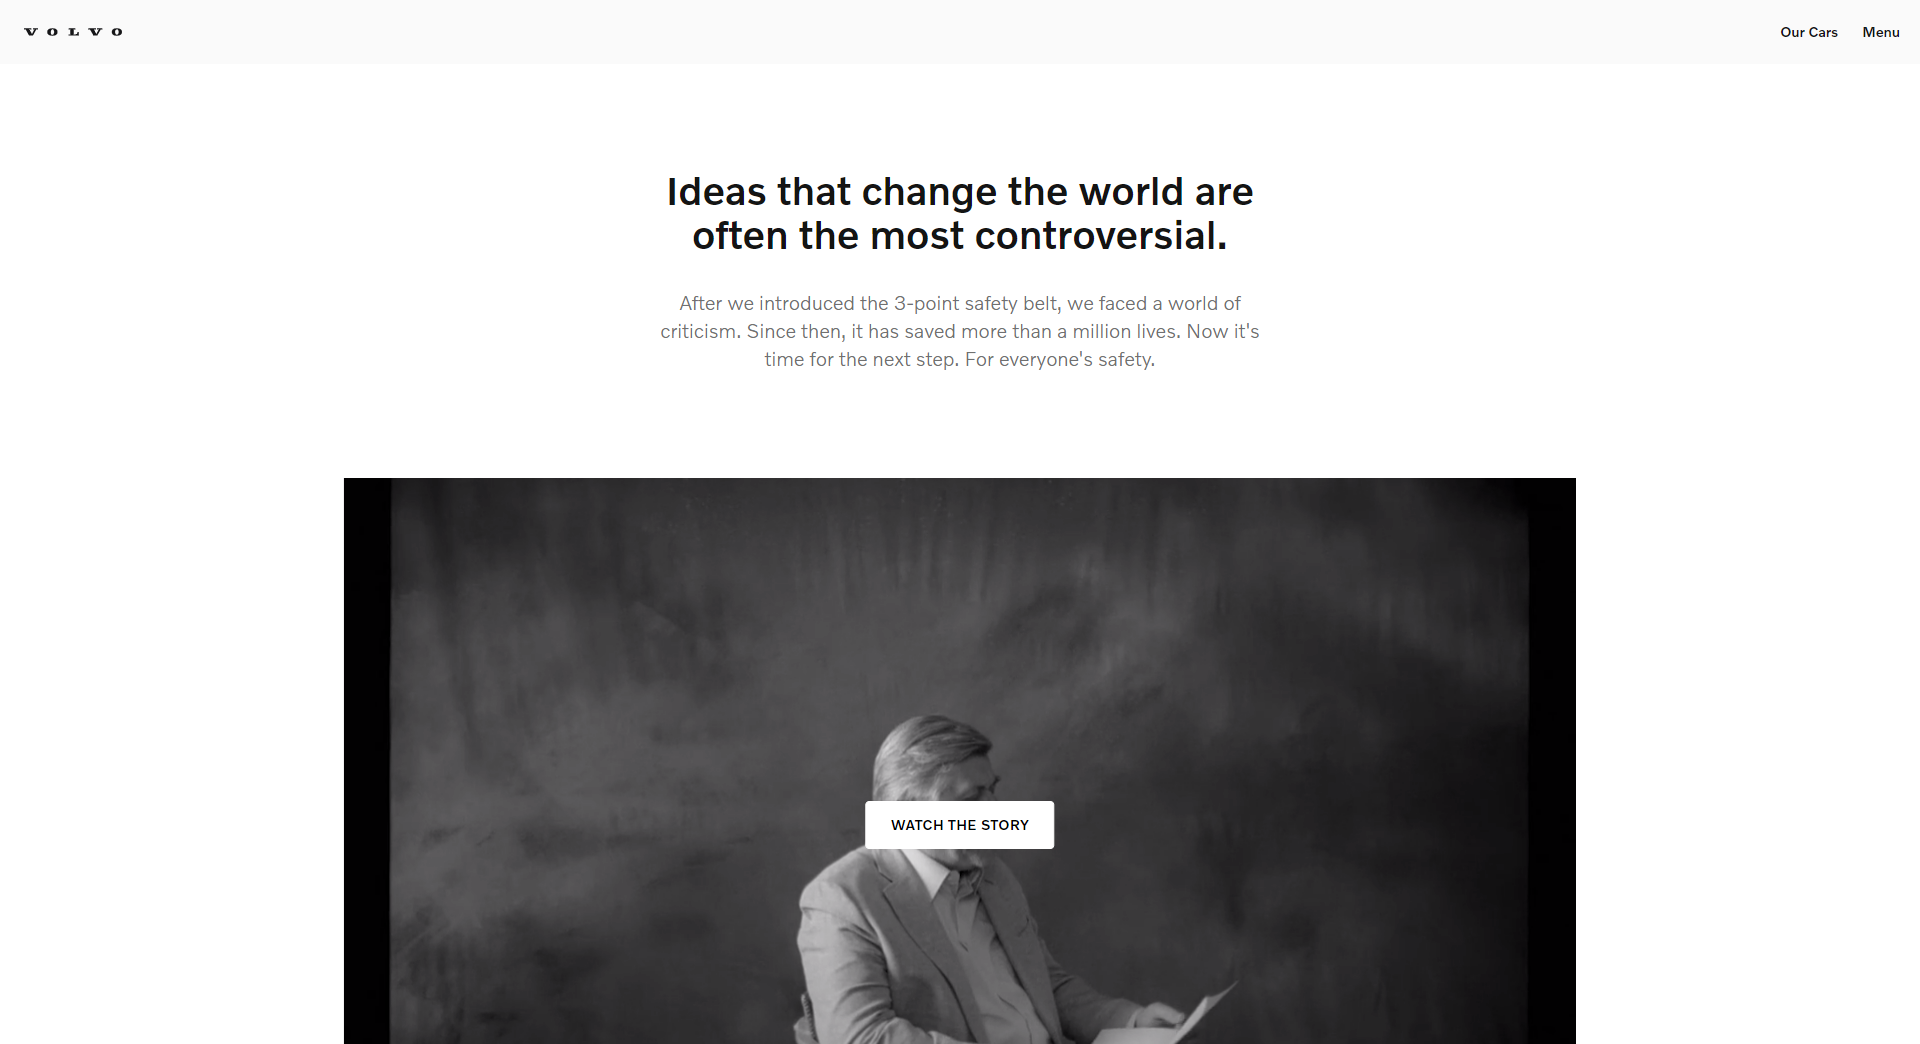 VOLVO
Our Cars
Menu
Ideas that change the world are
often the most controversial.
After we introduced the 3-point safety belt, we faced a world of
criticism. Since then, it has saved more than a million lives. Now it's
time for the next step. For everyone's safety.
WATCH THE STORY